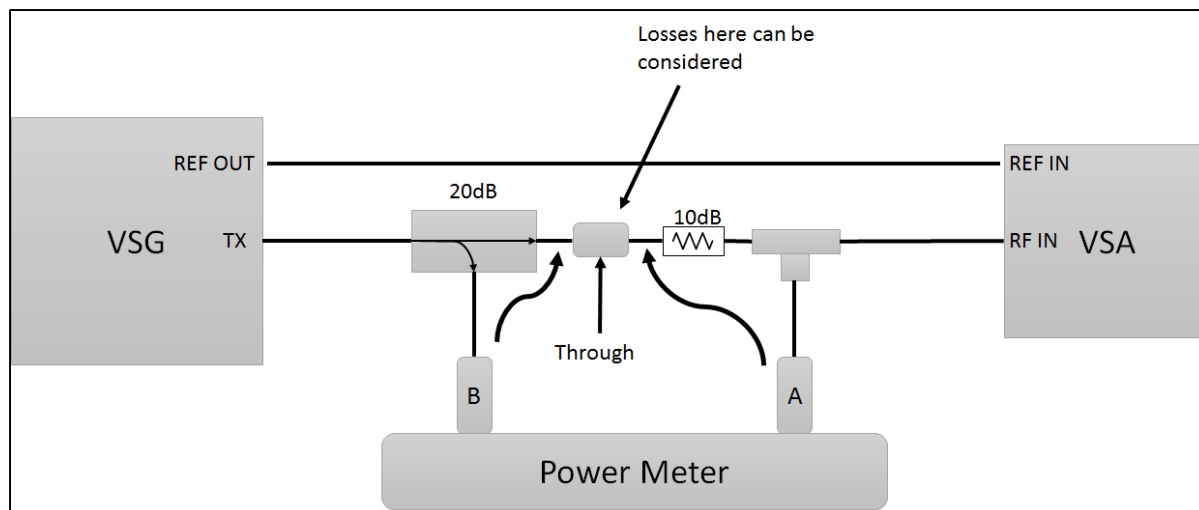 Losses here can be
considered
REF OUT
REF IN
20dB
10dB
VSG
TX
RF IN
VSA
Through
B
A
Power Meter